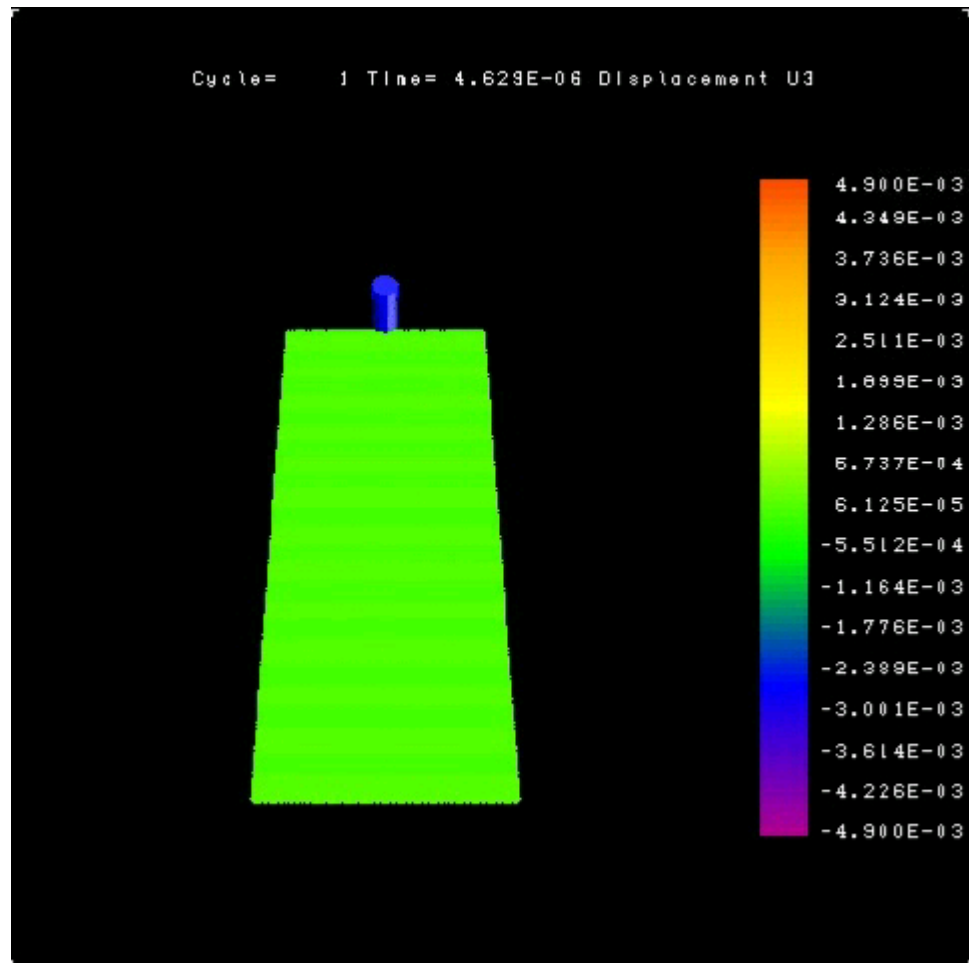 Cycle= 1 Time= 4.629E-06 Displacement U3
4.900E-03
4.349E-03
3.736E-03
3.124E-03
2.511E-03
1.899E-03
1.286E-03
6.737E-04
6.125E-05
-5.512E-04
-1.164E-03
-1.776E-03
-2.389E-03
-3.001E-03
-3.614E-03
-4.226E-03
-4.900E-03